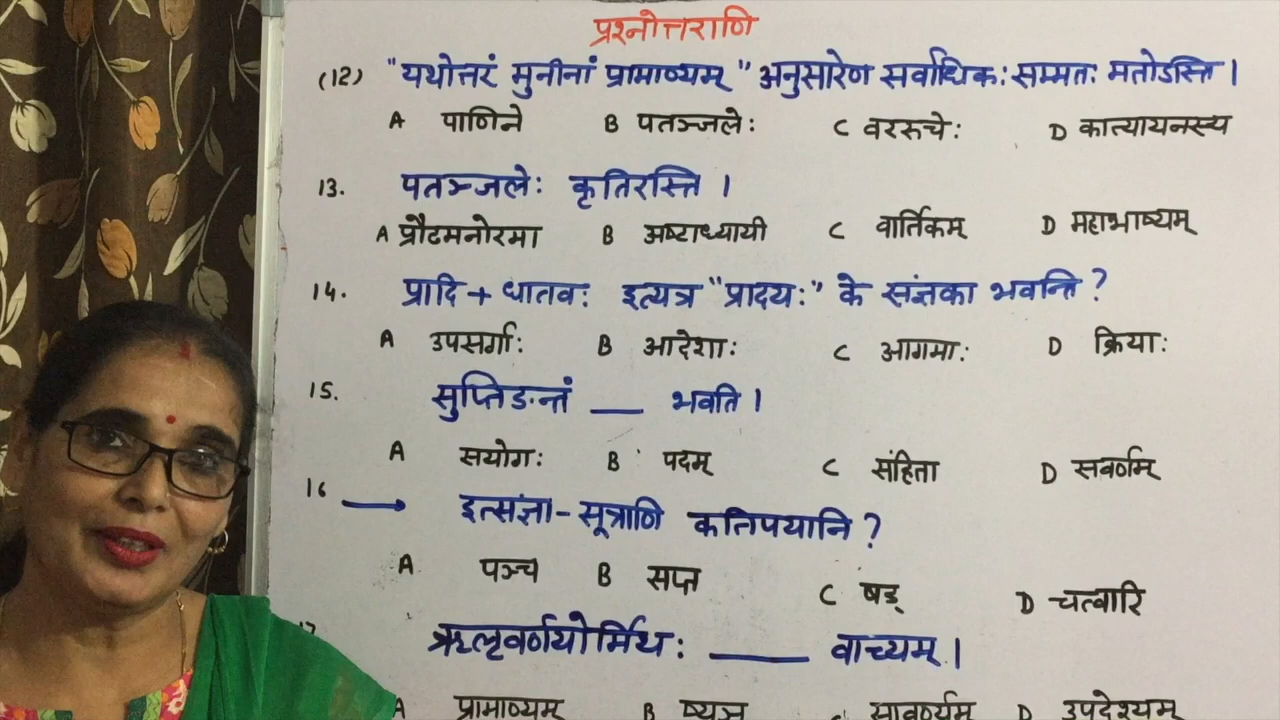 प्रश्नोत्तराणि
(12) "यथोत्तरं मुनीनां प्रामाण्यम्" अनुसारेण सर्वाधिक: सम्मत: मतोऽस्ति ।
A पाणिने B पतञ्जले: C वररुचे: D कात्यायनस्य
13. पतञ्जले: कृतिरस्ति ।
A प्रौढमनोरमा B अष्टाध्यायी C वार्तिकम् D महाभाष्यम्
14. प्रादि + धातव: इत्यत्र "प्रादय:" के संज्ञका भवन्ति ?
A उपसर्गा: B आदेशा: C आगमा: D क्रिया:
15. सुप्तिङन्तं ___ भवति ।
A सयोग: B पदम् C संहिता D सवर्णम्
16 → इत्संज्ञा - सूत्राणि कतिपयानि ?
A पञ्च B सप्त C षड् D चत्वारि
ऋलृवर्णयोर्मिथ: ___ वाच्यम् ।
A प्रामाण्यम् B ष्यञ C सावर्ण्यम् D उपदेश्यम्